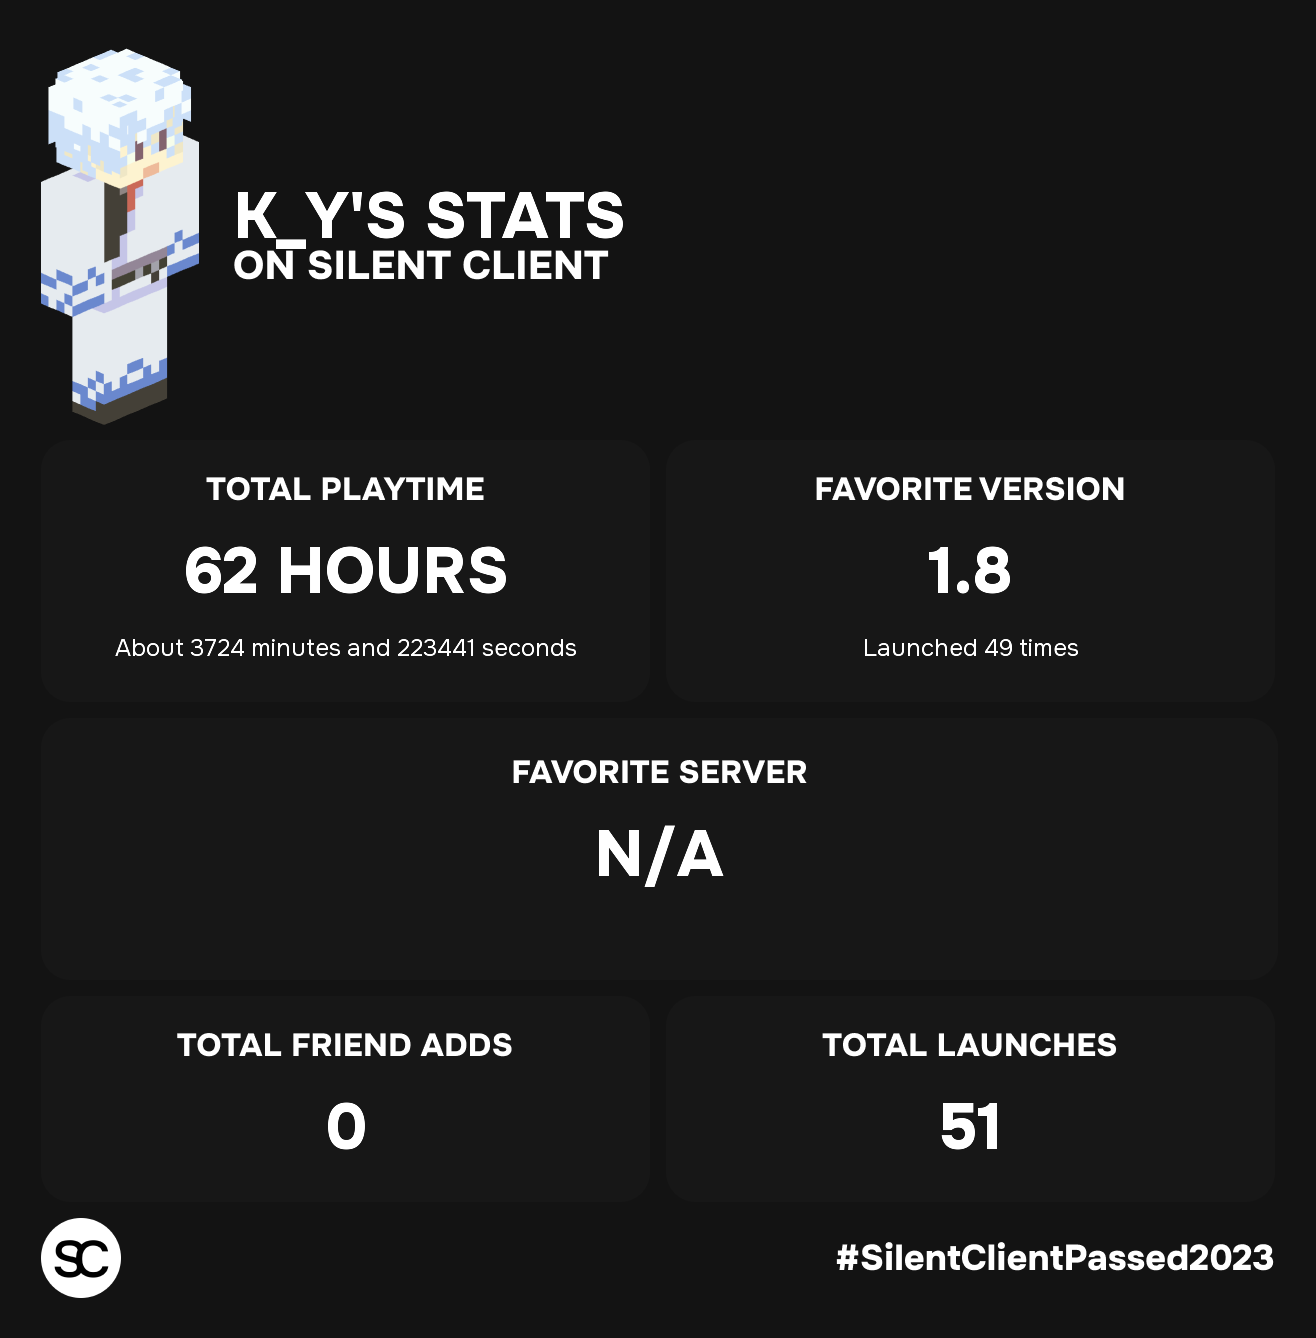 K_Y'S STATS
ON SILENT CLIENT
TOTAL PLAYTIME
62 HOURS
About 3724 minutes and 223441 seconds
FAVORITE VERSION
1.8
Launched 49 times
FAVORITE SERVER
N/A
TOTAL FRIEND ADDS
0
TOTAL LAUNCHES
51
SC
#SilentClientPassed2023